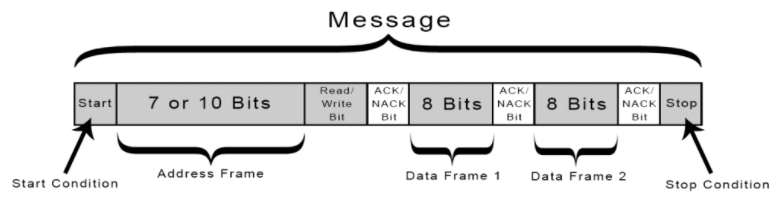 Message
Start
7 or 10 Bits
Read/
Write
Bit
ACK/
NACK
Bit
8 Bits
ACK/
NACK
Bit
8 Bits
ACK/
NACK
Bit
Stop
Start Condition
Address Frame
Data Frame 1
Data Frame 2
Stop Condition